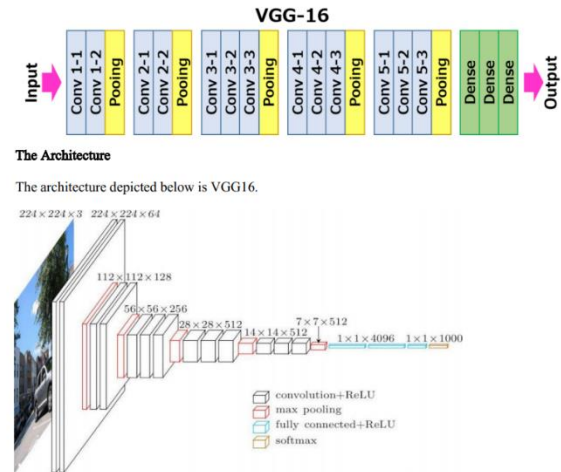 VGG-16
Input
Conv 1-1
Conv 1-2
Pooing
Conv 2-1
Conv 2-2
Pooing
Conv 3-1
Conv 3-2
Conv 3-3
Pooing
Conv 4-1
Conv 4-2
Conv 4-3
Pooing
Conv 5-1
Conv 5-2
Conv 5-3
Pooing
Dense
Dense
Dense
Output
The Architecture
The architecture depicted below is VGG16.
224 × 224 × 3
224 × 224 × 64
112 × 112 × 128
56 × 56 × 256
28 × 28 × 512
14 × 14 × 512
7 × 7 × 512
1 × 1 × 4096
1 × 1 × 1000
convolution+ReLU
max pooling
fully connected+ReLU
softmax